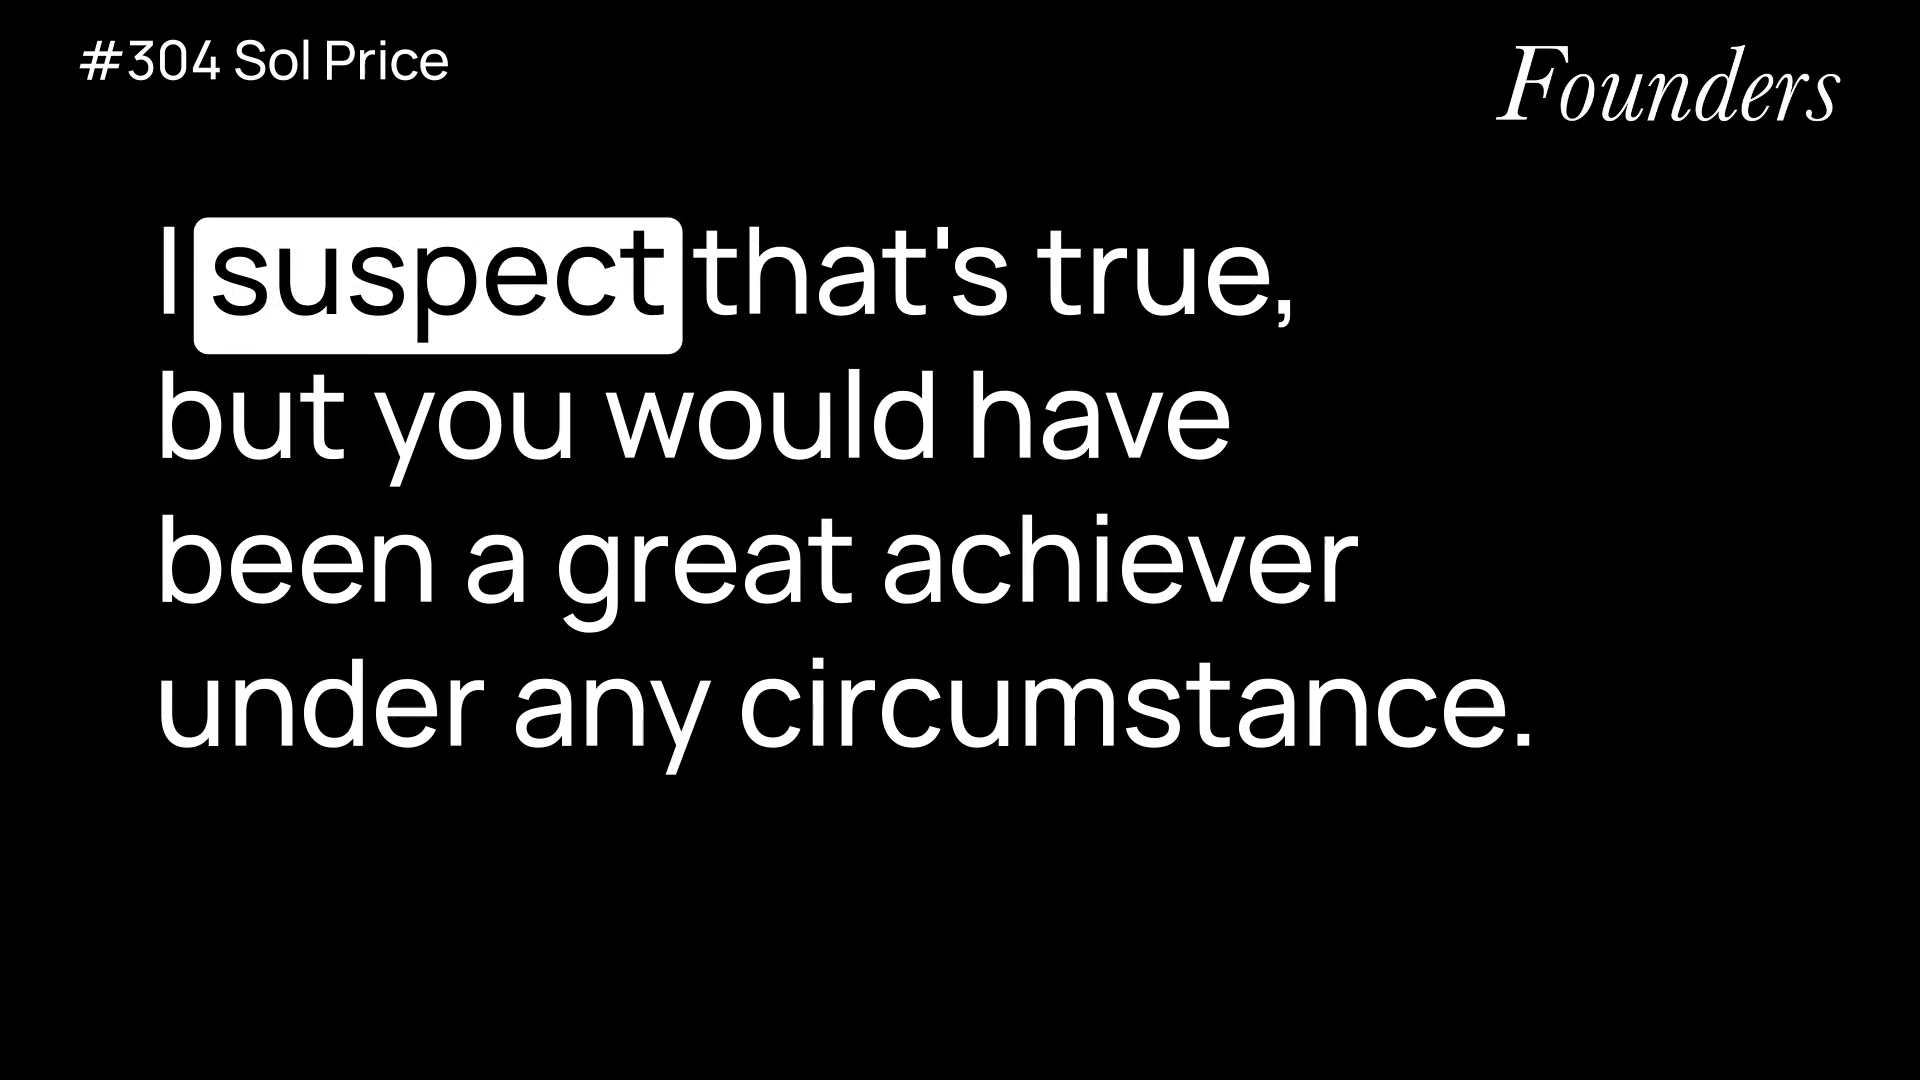 #304 Sol Price
Founders
I suspect that's true,
but you would have
been a great achiever
under any circumstance.